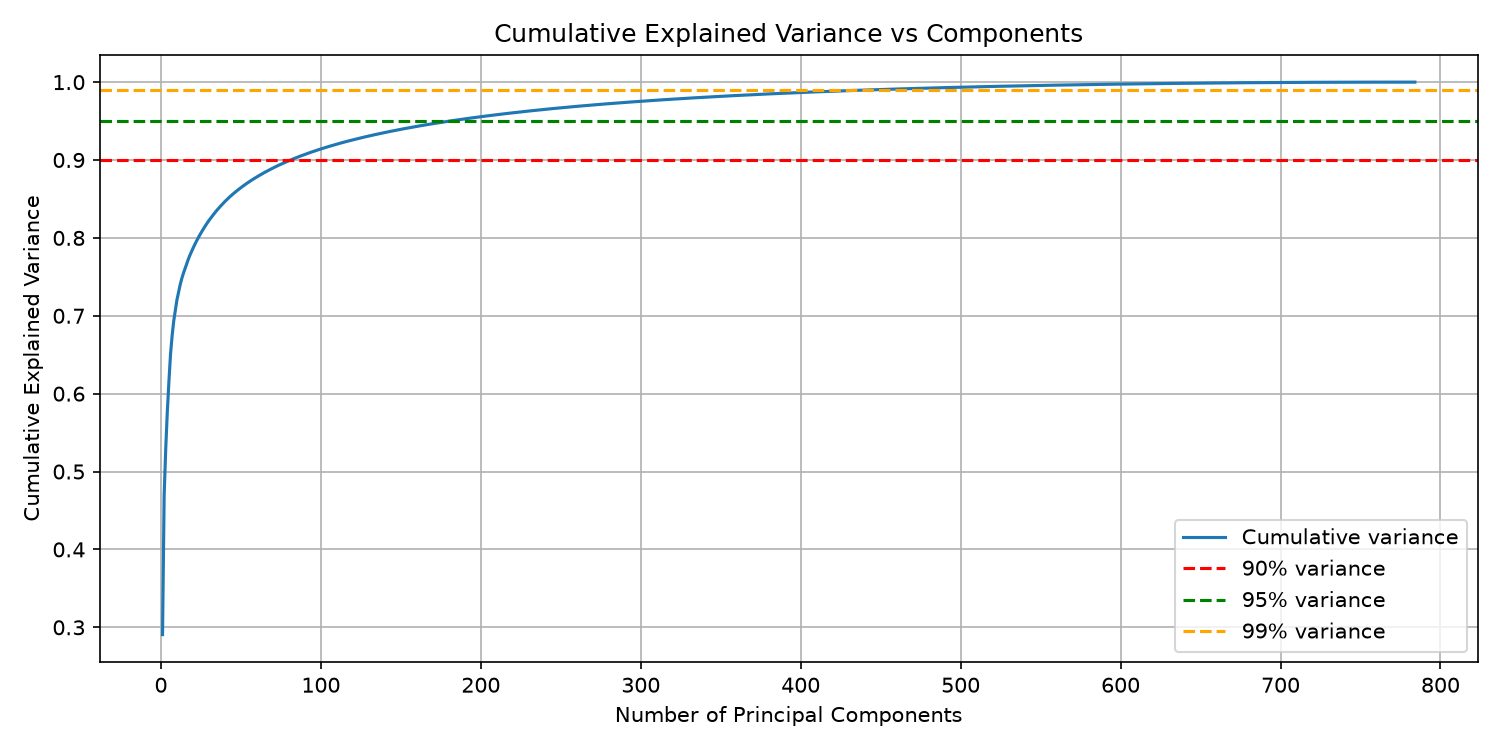 Cumulative Explained Variance vs Components
Cumulative Explained Variance
1.0
0.9
0.8
0.7
0.6
0.5
0.4
0.3
0 100 200 300 400 500 600 700 800
Number of Principal Components
Cumulative variance
90% variance
95% variance
99% variance